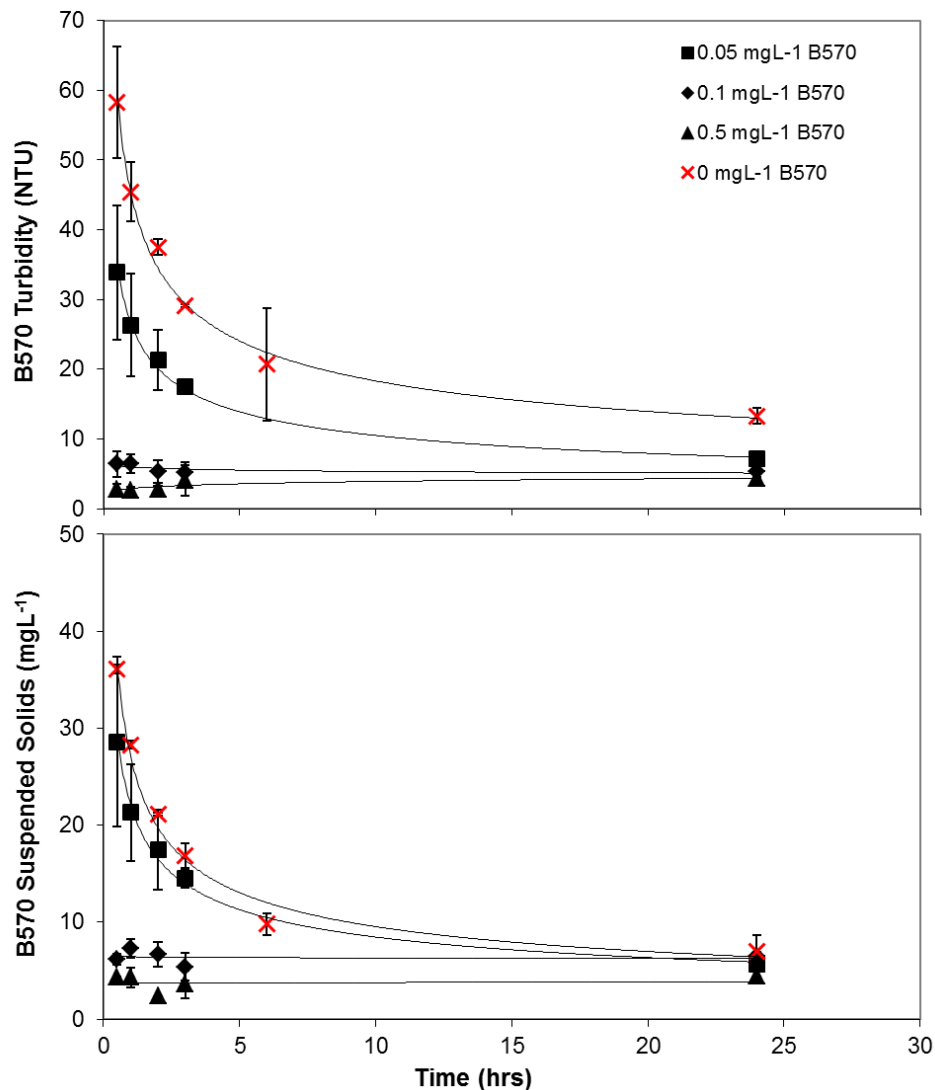 70
60
50
40
30
20
10
0
B570 Turbidity (NTU)
0.05 mgL-1 B570
0.1 mgL-1 B570
0.5 mgL-1 B570
0 mgL-1 B570
50
40
30
20
10
0
B570 Suspended Solids (mgL⁻¹)
0 5 10 15 20 25 30
Time (hrs)